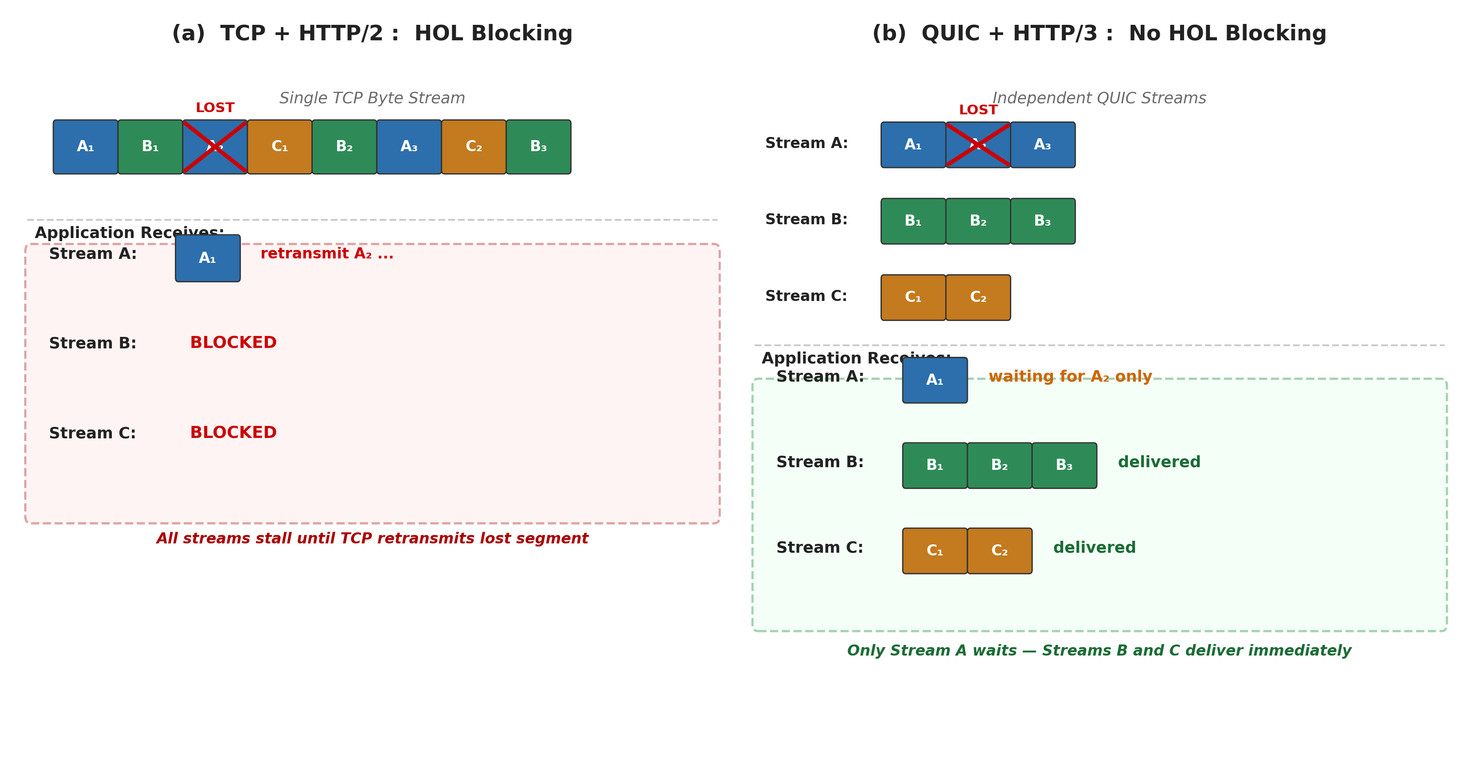 (a)  TCP + HTTP/2 :  HOL Blocking
Single TCP Byte Stream
LOST
A₁ B₁ C₁ B₂ A₃ C₂ B₃
Application Receives:
Stream A: A₁ retransmit A₂ ...
Stream B: BLOCKED
Stream C: BLOCKED
All streams stall until TCP retransmits lost segment
(b)  QUIC + HTTP/3 :  No HOL Blocking
Independent QUIC Streams
LOST
Stream A: A₁ A₃
Stream B: B₁ B₂ B₃
Stream C: C₁ C₂
Application Receives:
Stream A: A₁ waiting for A₂ only
Stream B: B₁ B₂ B₃ delivered
Stream C: C₁ C₂ delivered
Only Stream A waits — Streams B and C deliver immediately